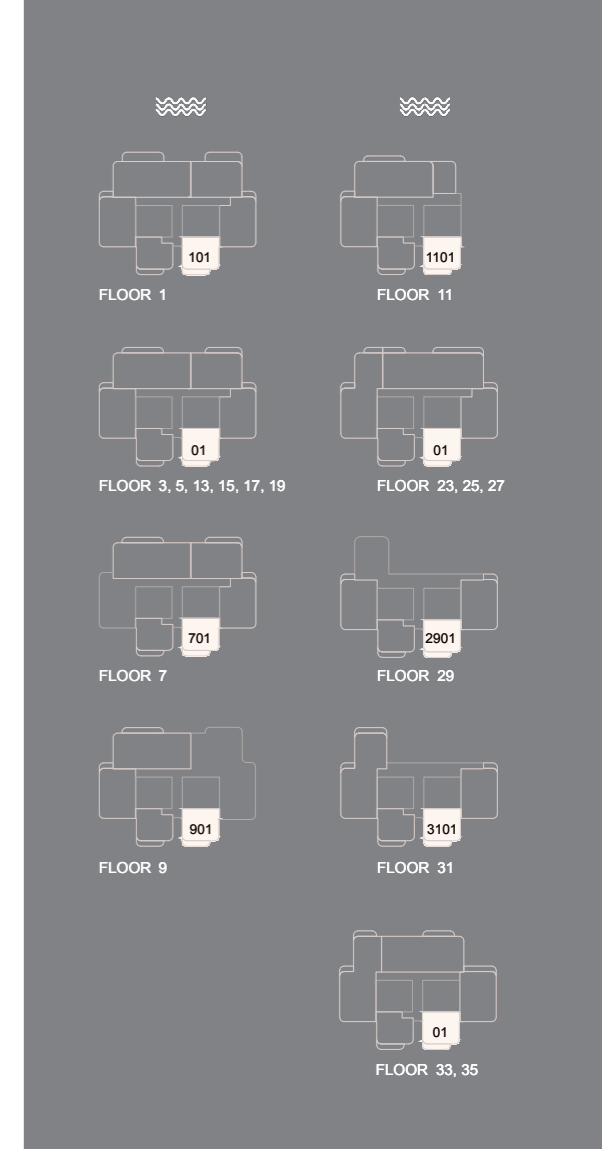 101
FLOOR 1
1101
FLOOR 11
01
FLOOR 3, 5, 13, 15, 17, 19
01
FLOOR 23, 25, 27
701
FLOOR 7
2901
FLOOR 29
901
FLOOR 9
3101
FLOOR 31
01
FLOOR 33, 35